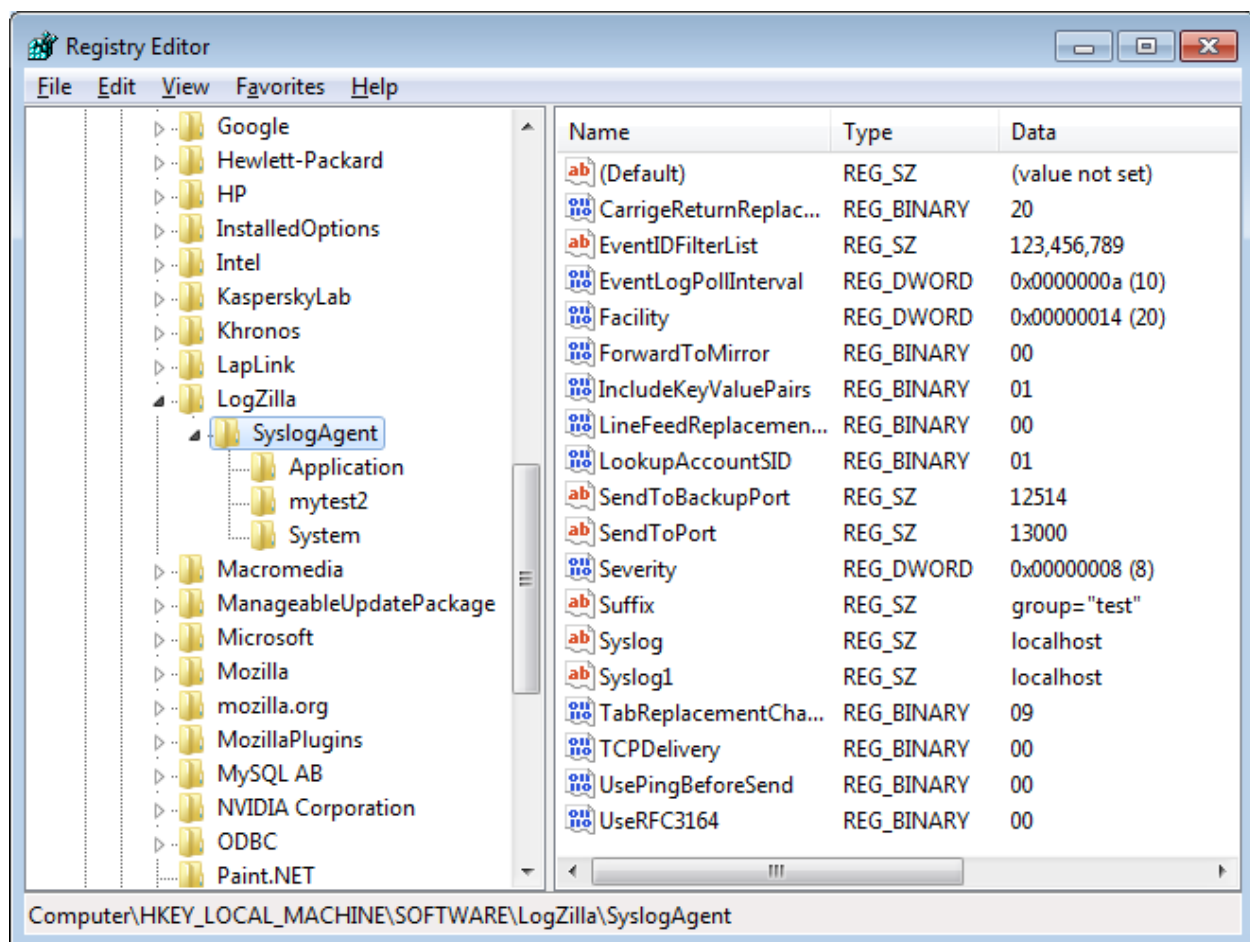 Registry Editor
File Edit View Favorites Help
Google
Hewlett-Packard
HP
InstalledOptions
Intel
KasperskyLab
Khronos
LapLink
LogZilla
SyslogAgent
Application
mytest2
System
Macromedia
ManageableUpdatePackage
Microsoft
Mozilla
mozilla.org
MozillaPlugins
MySQL AB
NVIDIA Corporation
ODBC
Paint.NET
Name Type Data
(Default) REG_SZ (value not set)
CarrigeReturnReplac... REG_BINARY 20
EventIDFilterList REG_SZ 123,456,789
EventLogPollInterval REG_DWORD 0x0000000a (10)
Facility REG_DWORD 0x00000014 (20)
ForwardToMirror REG_BINARY 00
IncludeKeyValuePairs REG_BINARY 01
LineFeedReplacemen... REG_BINARY 00
LookupAccountSID REG_BINARY 01
SendToBackupPort REG_SZ 12514
SendToPort REG_SZ 13000
Severity REG_DWORD 0x00000008 (8)
Suffix REG_SZ group="test"
Syslog REG_SZ localhost
Syslog1 REG_SZ localhost
TabReplacementCha... REG_BINARY 09
TCPDelivery REG_BINARY 00
UsePingBeforeSend REG_BINARY 00
UseRFC3164 REG_BINARY 00
Computer\HKEY_LOCAL_MACHINE\SOFTWARE\LogZilla\SyslogAgent